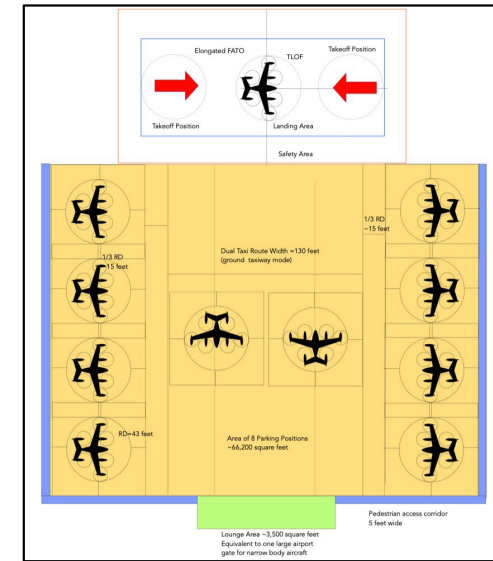 Elongated FATO
TLOF
Takeoff Position
Takeoff Position
Landing Area
Safety Area
1/3 RD
~15 feet
1/3 RD
~15 feet
Dual Taxi Route Width =130 feet
(ground taxiway mode)
RD=43 feet
Area of 8 Parking Positions
~66,200 square feet
Pedestrian access corridor
5 feet wide
Lounge Area ~3,500 square feet
Equivalent to one large airport
gate for narrow body aircraft